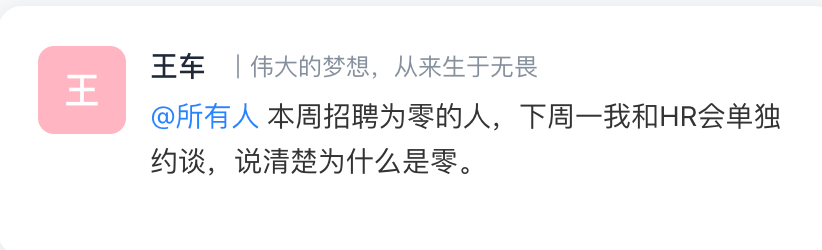 王
王车 | 伟大的梦想，从来生于无畏
@所有人 本周招聘为零的人，下周一我和HR会单独
约谈，说清楚为什么是零。